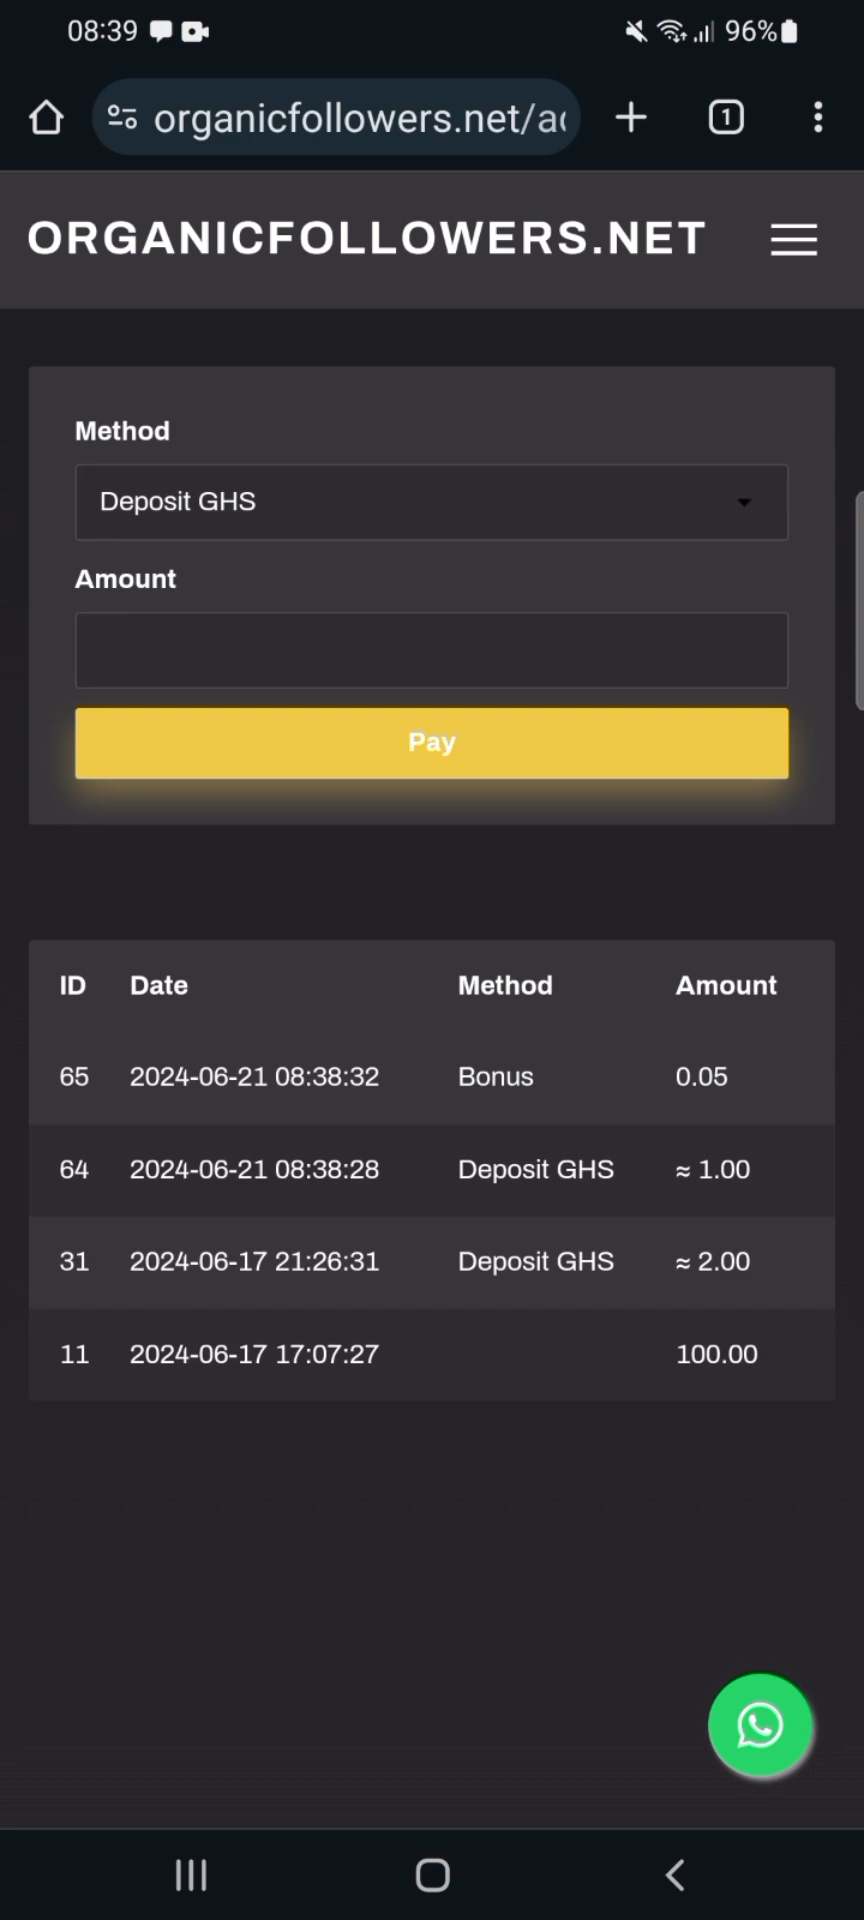 08:39 96%
organicfollowers.net/ac
1
ORGANICFOLLOWERS.NET
Method
Deposit GHS
Amount
Pay
ID Date Method Amount
65 2024-06-21 08:38:32 Bonus 0.05
64 2024-06-21 08:38:28 Deposit GHS ≈ 1.00
31 2024-06-17 21:26:31 Deposit GHS ≈ 2.00
11 2024-06-17 17:07:27 100.00